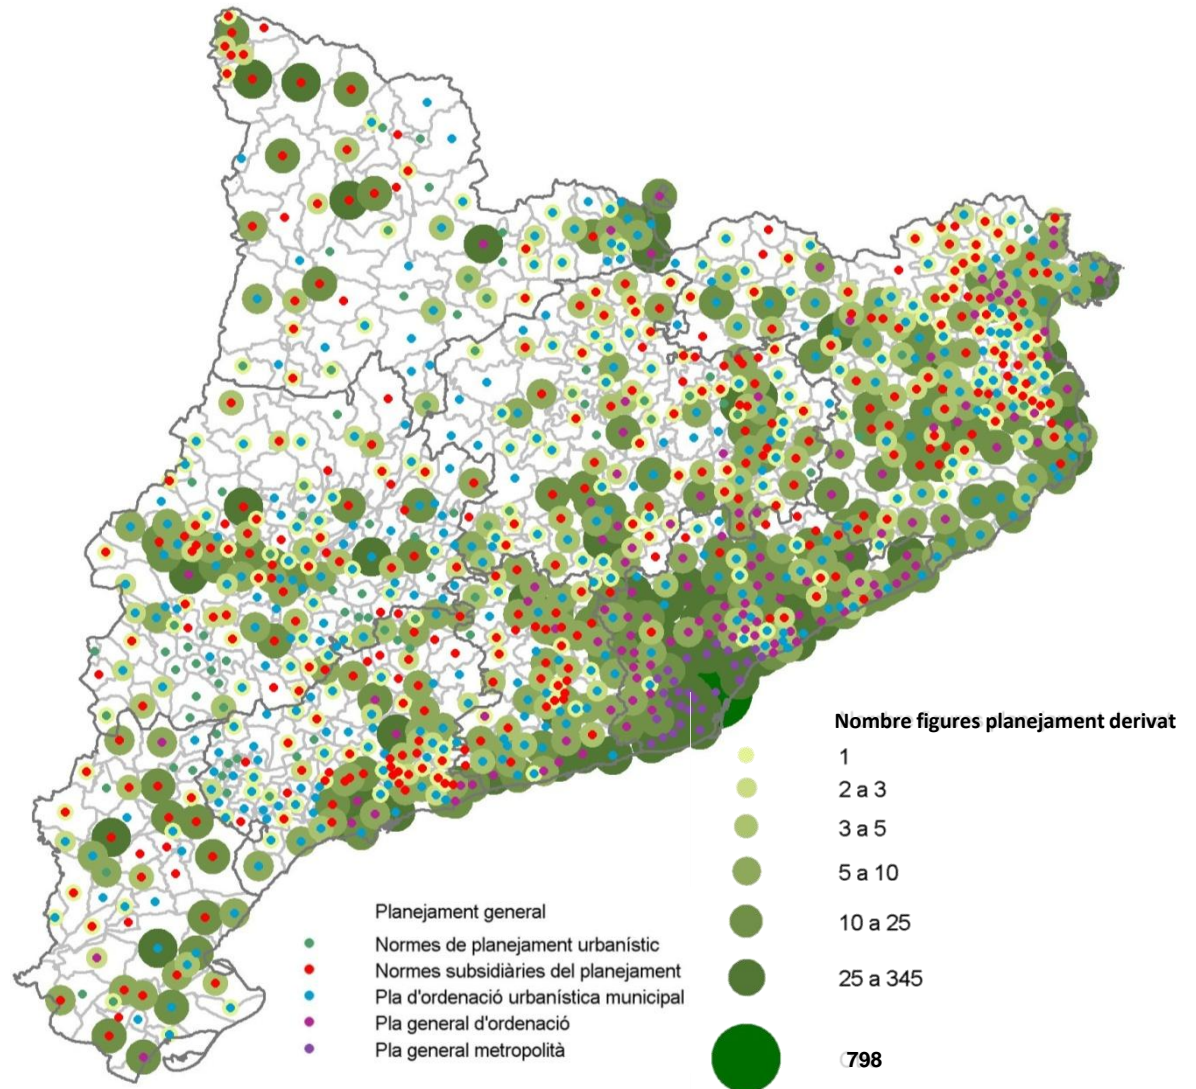 Nombre figures planejament derivat
1
2 a 3
3 a 5
5 a 10
10 a 25
25 a 345
798
Planejament general
Normes de planejament urbanístic
Normes subsidiàries del planejament
Pla d'ordenació urbanística municipal
Pla general d'ordenació
Pla general metropolità